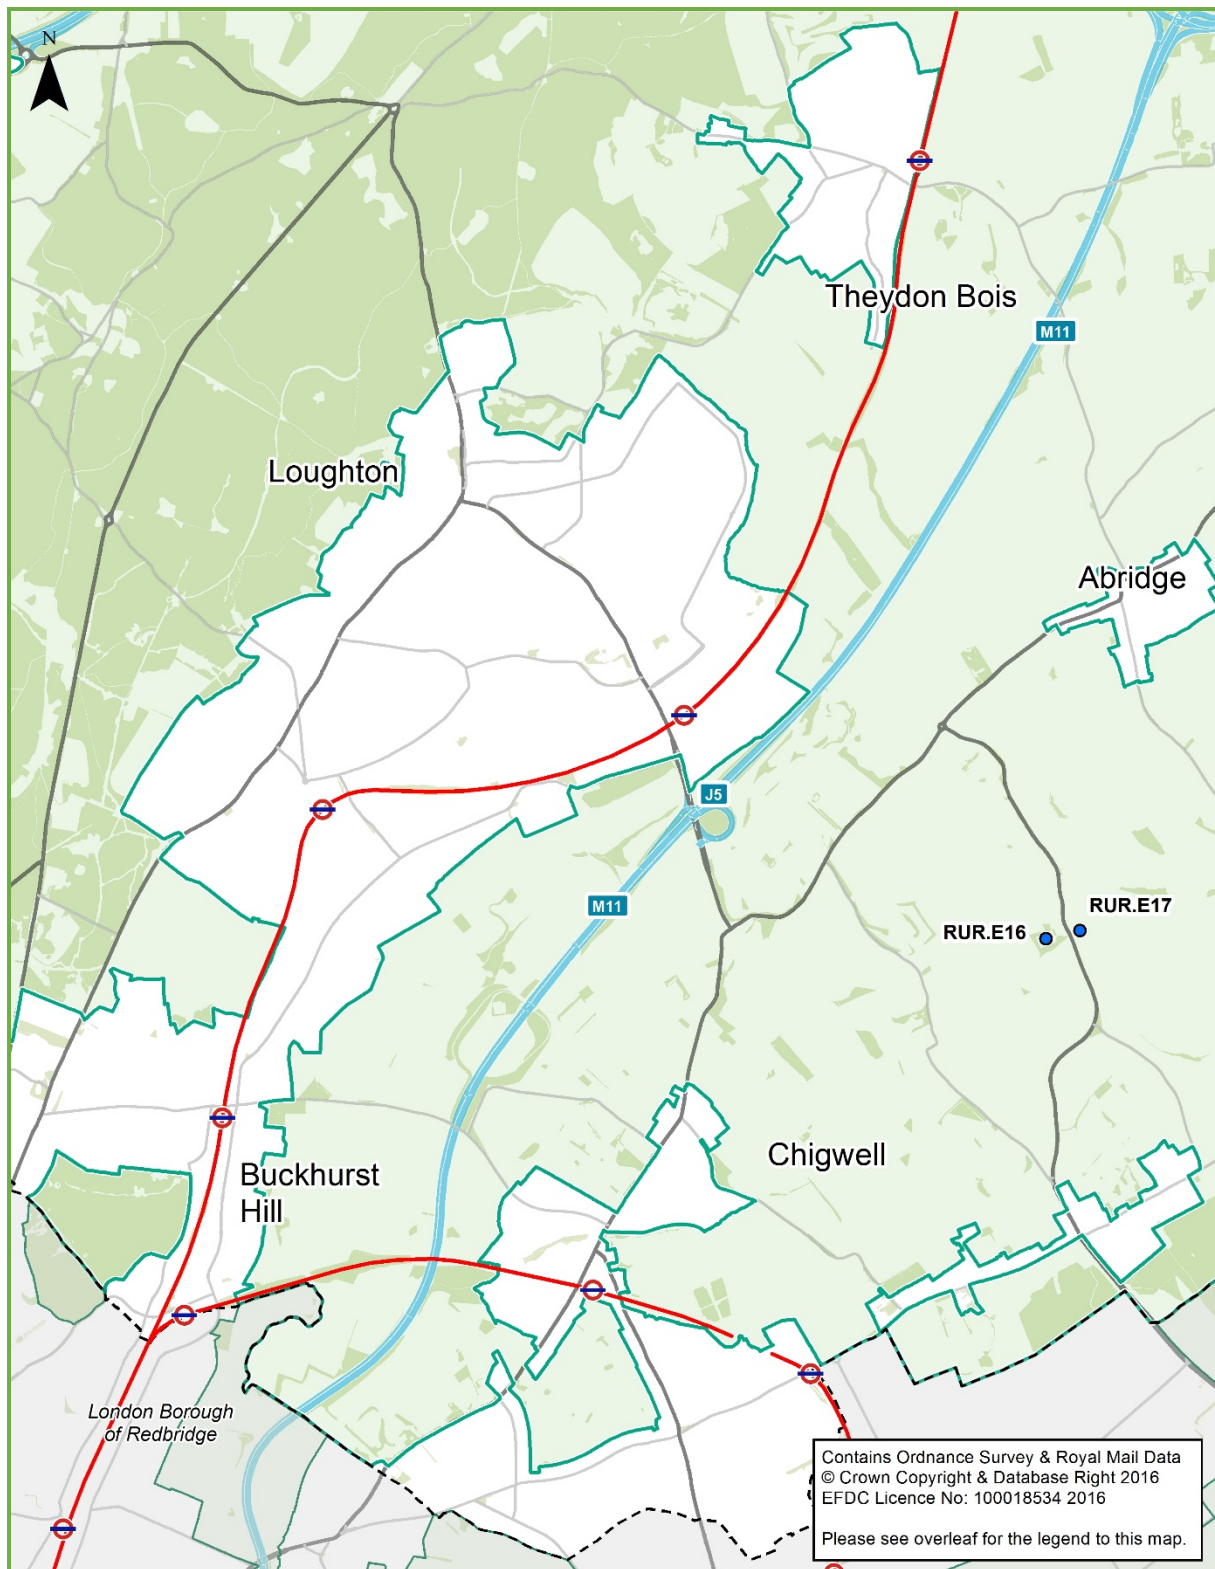 N
Theydon Bois
M11
Loughton
Abridge
J5
M11
RUR.E17
RUR.E16
Chigwell
Buckhurst
Hill
London Borough
of Redbridge
Contains Ordnance Survey & Royal Mail Data
© Crown Copyright & Database Right 2016
EFDC Licence No: 100018534 2016
Please see overleaf for the legend to this map.